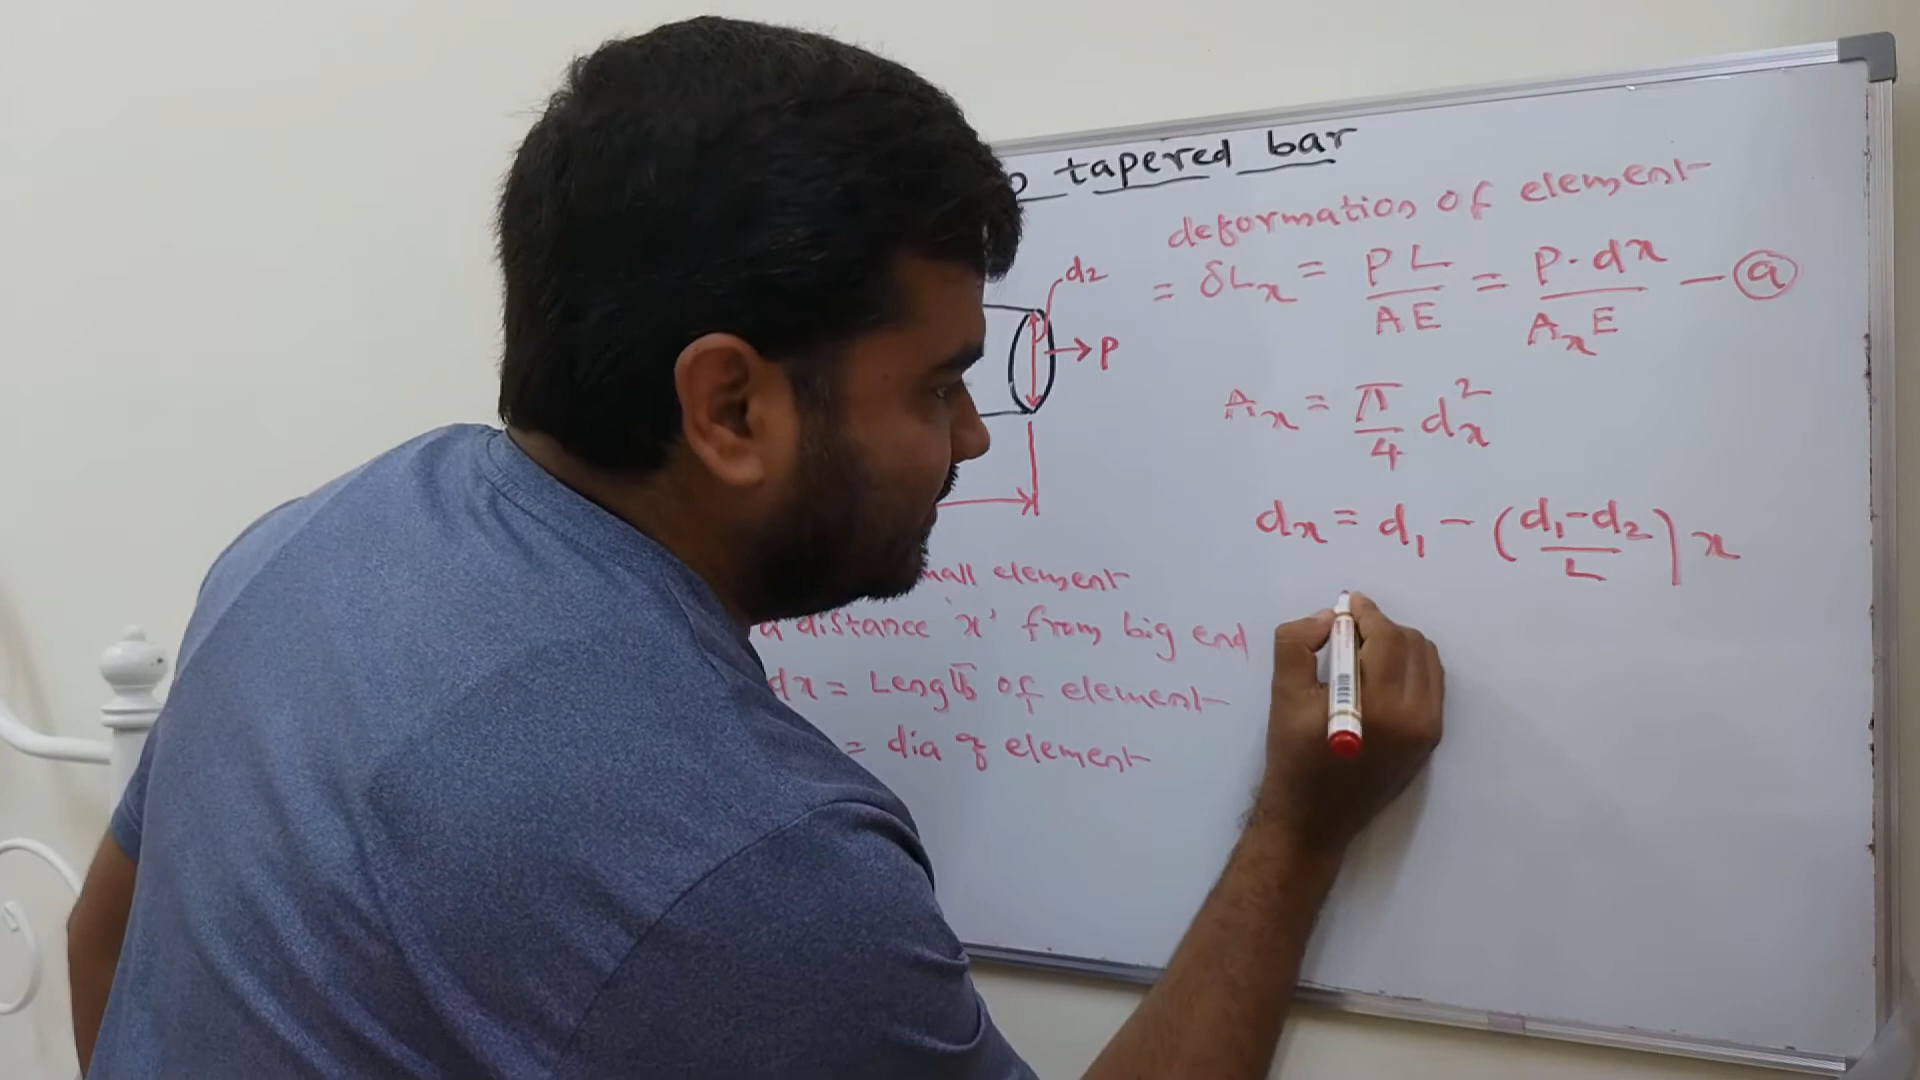 tapered bar
d2
P
element
a distance 'x' from big end
dx = Length of element
= dia of element
deformation of element
= δLx = PL/AE = P·dx/AxE - ⓐ
Ax = π/4 dx²
dx = d1 - (d1-d2/L) x